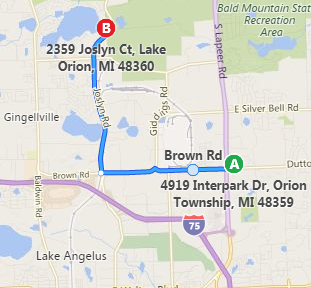 Bald Mountain Stat
Recreation
Area
B
2359 Joslyn Ct, Lake
Orion, MI 48360
S Lapeer Rd
Joslyn Rd
Giddings Rd
E Silver Bell Rd
Gingellville
Brown Rd
A
Dutto
Brown Rd
4919 Interpark Dr, Orion
Township, MI 48359
Baldwin Rd
75
Lake Angelus